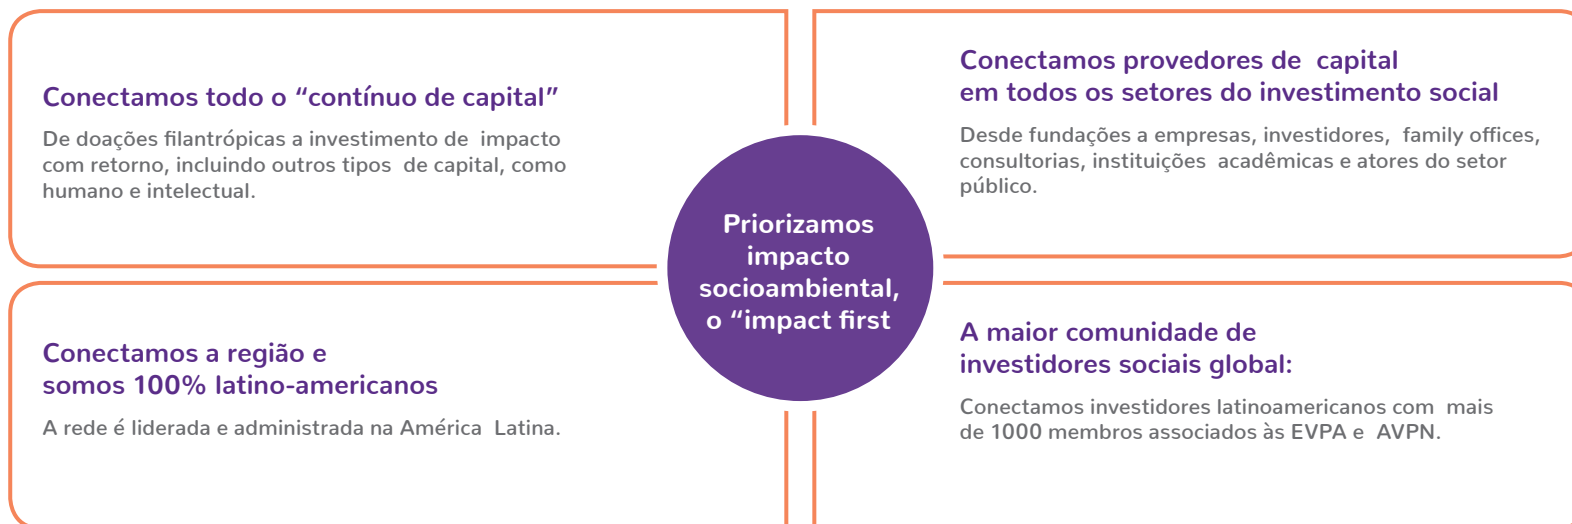 Conectamos todo o “contínuo de capital”
De doações filantrópicas a investimento de impacto
com retorno, incluindo outros tipos de capital, como
humano e intelectual.
Conectamos provedores de capital
em todos os setores do investimento social
Desde fundações a empresas, investidores, family offices,
consultorias, instituições acadêmicas e atores do setor
público.
Priorizamos
impacto
socioambiental,
o “impact first
Conectamos a região e
somos 100% latino-americanos
A rede é liderada e administrada na América Latina.
A maior comunidade de
investidores sociais global:
Conectamos investidores latinoamericanos com mais
de 1000 membros associados às EVPA e AVPN.